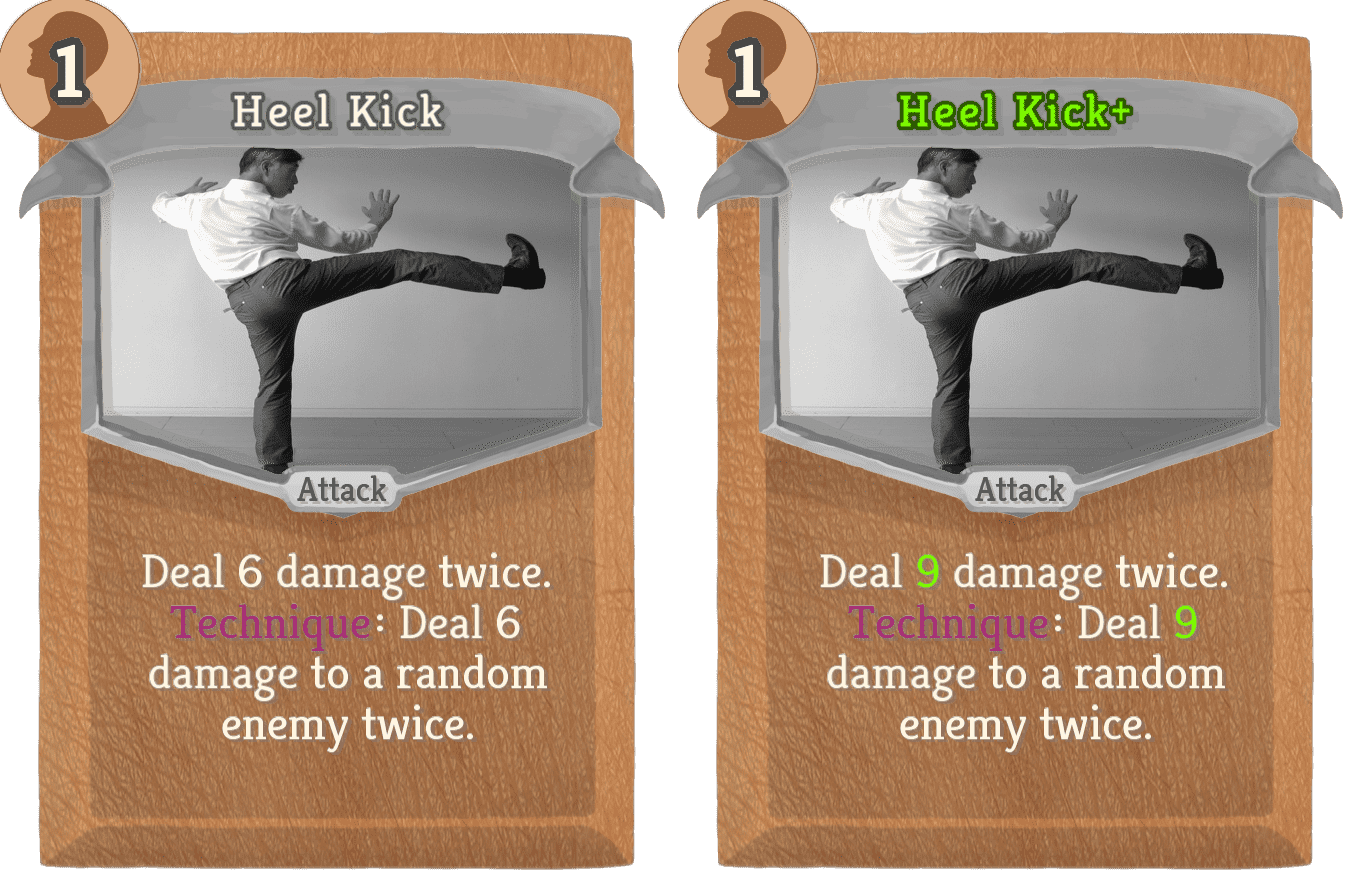 1
Heel Kick
Attack
Deal 6 damage twice.
Technique: Deal 6
damage to a random
enemy twice.
1
Heel Kick+
Attack
Deal 9 damage twice.
Technique: Deal 9
damage to a random
enemy twice.